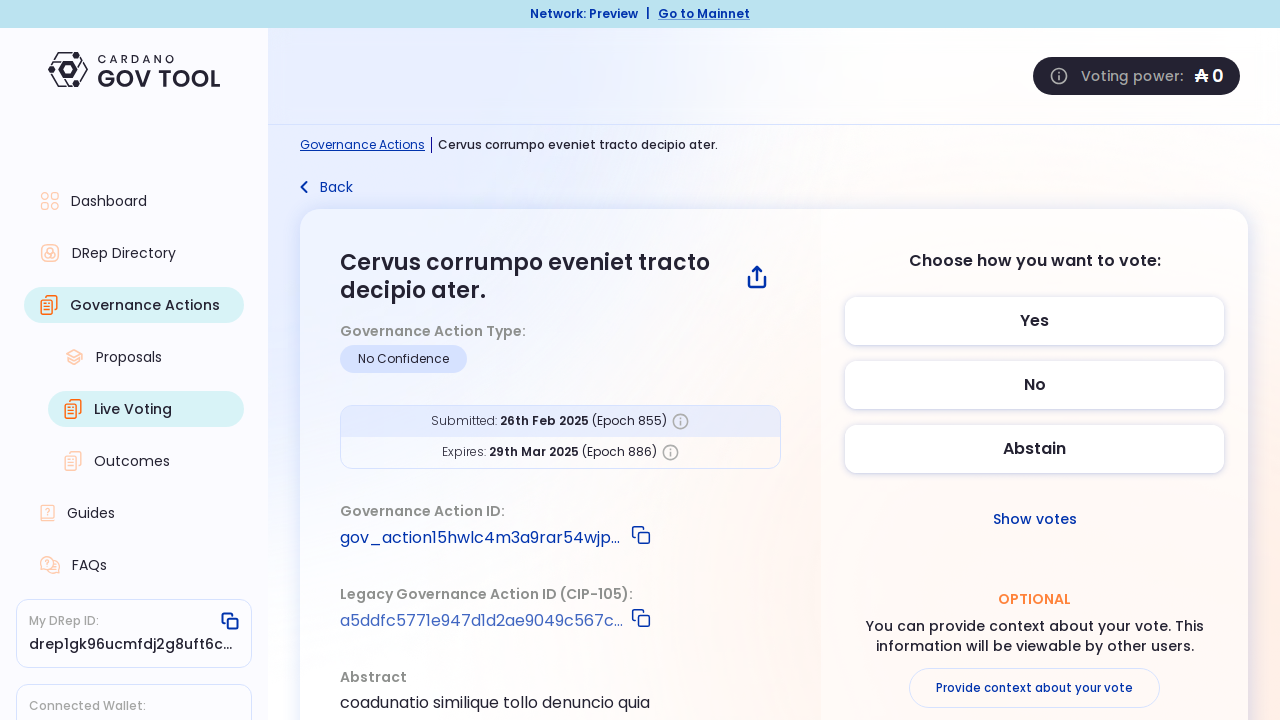 Network: Preview | Go to Mainnet
CARDANO
GOV TOOL
Voting power: ₳ 0
Governance Actions | Cervus corrumpo eveniet tracto decipio ater.
Back
Dashboard
DRep Directory
Governance Actions
Proposals
Live Voting
Outcomes
Guides
FAQs
My DRep ID:
drep1gk96ucmfdj2g8uft6c...
Connected Wallet:
Cervus corrumpo eveniet tracto
decipio ater.
Governance Action Type:
No Confidence
Submitted: 26th Feb 2025 (Epoch 855)
Expires: 29th Mar 2025 (Epoch 886)
Governance Action ID:
gov_action15hwlc4m3a9rar54wjp...
Legacy Governance Action ID (CIP-105):
a5ddfc5771e947d1d2ae9049c567c...
Abstract
coadunatio similique tollo denuncio quia
Choose how you want to vote:
Yes
No
Abstain
Show votes
OPTIONAL
You can provide context about your vote. This
information will be viewable by other users.
Provide context about your vote